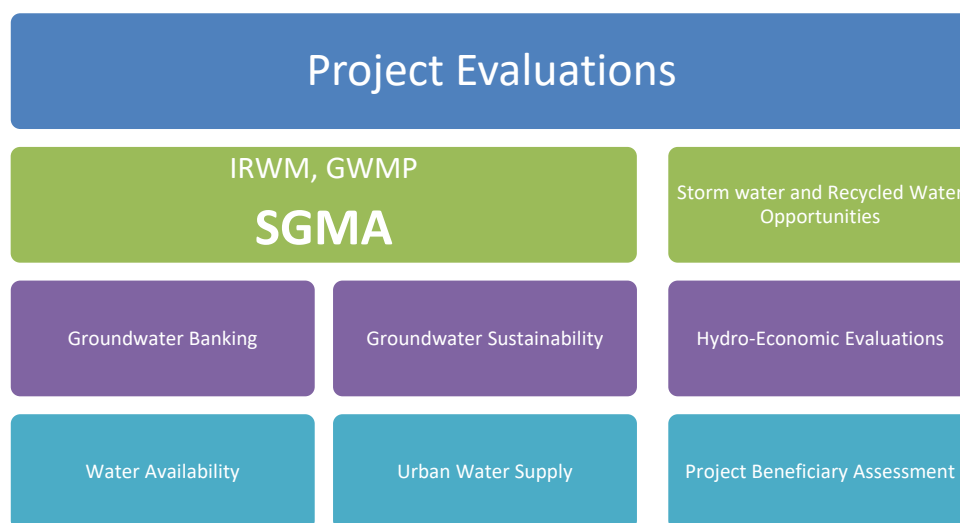 Project Evaluations
IRWM, GWMP
SGMA
Storm water and Recycled Water
Opportunities
Groundwater Banking
Groundwater Sustainability
Hydro-Economic Evaluations
Water Availability
Urban Water Supply
Project Beneficiary Assessment